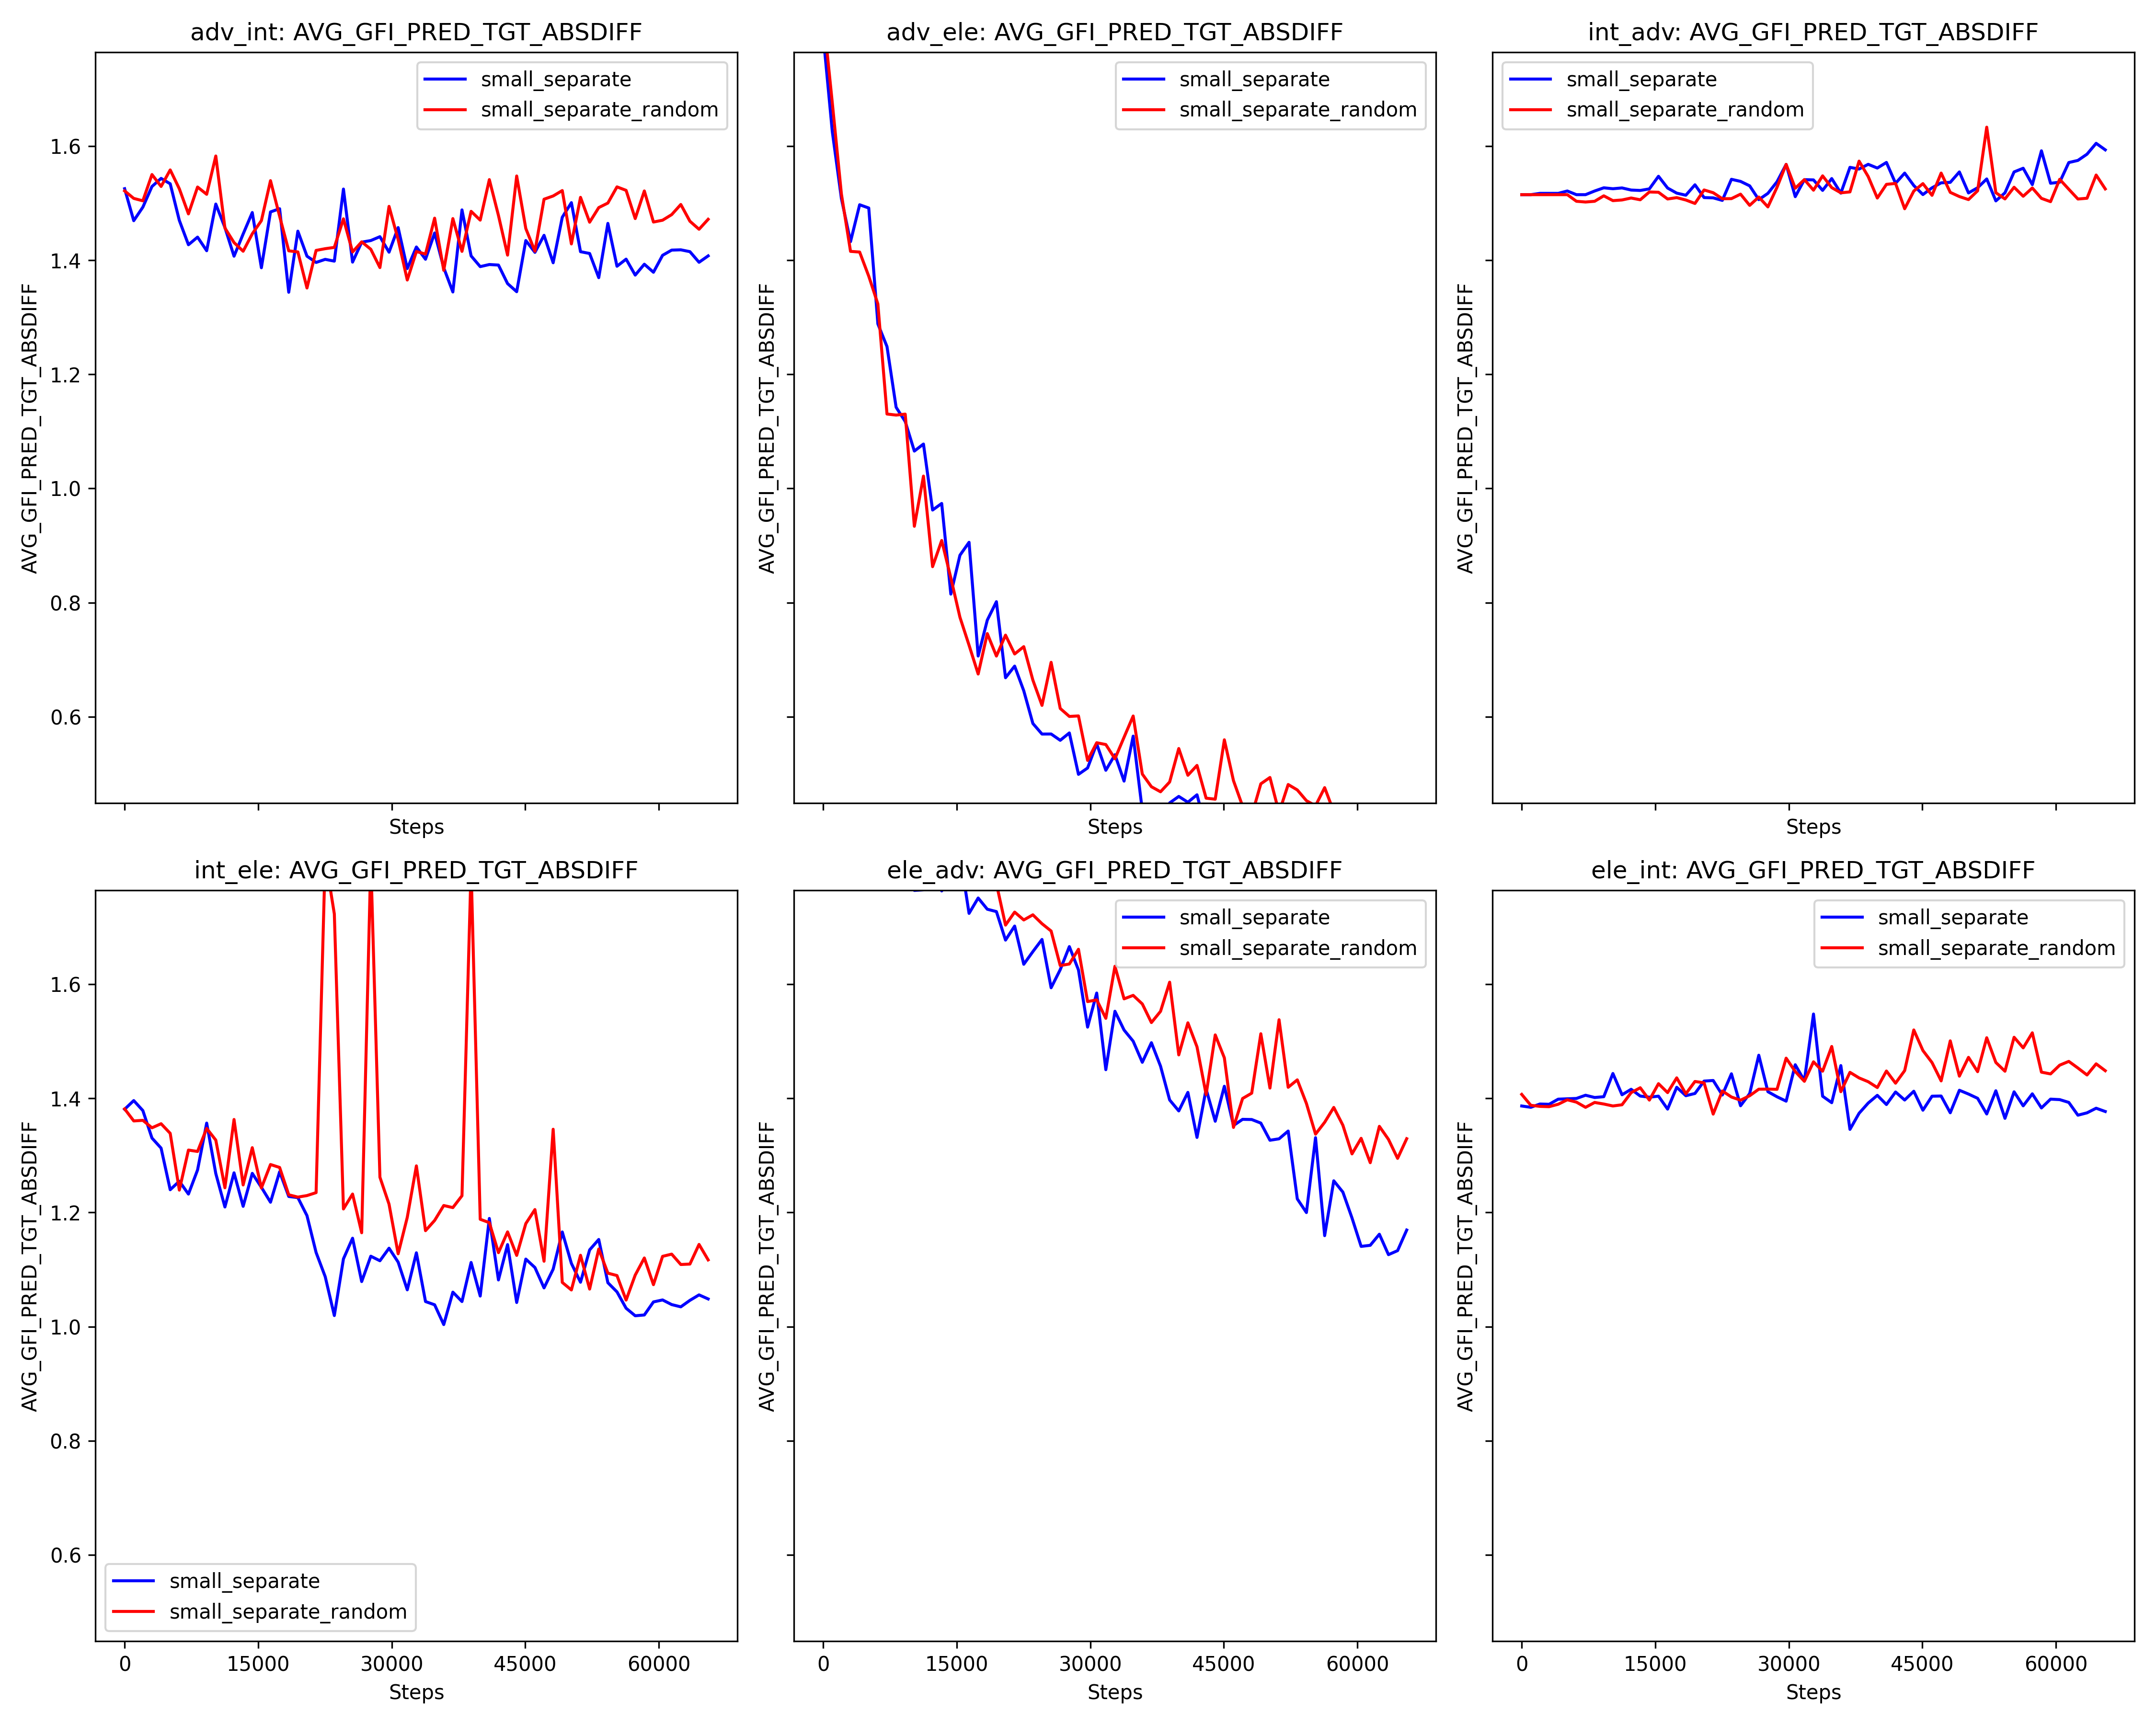 adv_int: AVG_GFI_PRED_TGT_ABSDIFF
AVG_GFI_PRED_TGT_ABSDIFF
1.6
1.4
1.2
1.0
0.8
0.6
small_separate
small_separate_random
Steps
adv_ele: AVG_GFI_PRED_TGT_ABSDIFF
AVG_GFI_PRED_TGT_ABSDIFF
small_separate
small_separate_random
Steps
int_adv: AVG_GFI_PRED_TGT_ABSDIFF
AVG_GFI_PRED_TGT_ABSDIFF
small_separate
small_separate_random
Steps
int_ele: AVG_GFI_PRED_TGT_ABSDIFF
AVG_GFI_PRED_TGT_ABSDIFF
1.6
1.4
1.2
1.0
0.8
0.6
small_separate
small_separate_random
0 15000 30000 45000 60000
Steps
ele_adv: AVG_GFI_PRED_TGT_ABSDIFF
AVG_GFI_PRED_TGT_ABSDIFF
small_separate
small_separate_random
0 15000 30000 45000 60000
Steps
ele_int: AVG_GFI_PRED_TGT_ABSDIFF
AVG_GFI_PRED_TGT_ABSDIFF
small_separate
small_separate_random
0 15000 30000 45000 60000
Steps